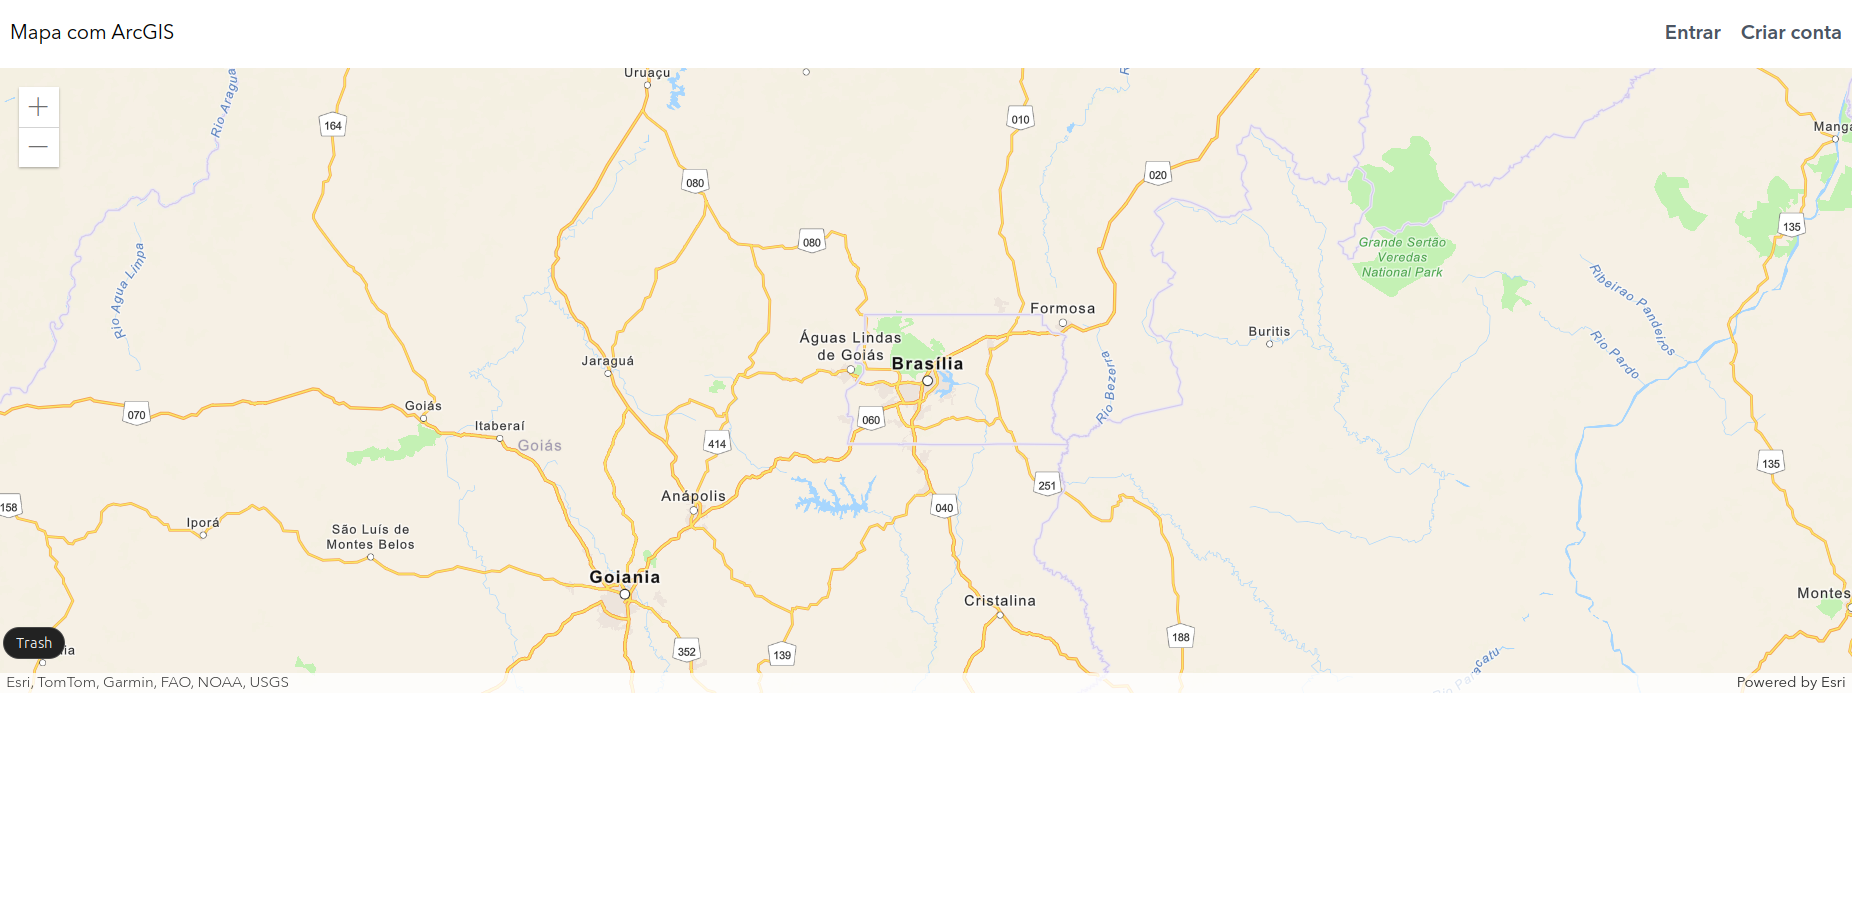 Mapa com ArcGIS
Entrar
Criar conta
Uruaçu
Rio Aragua
164
010
Manga
080
020
135
080
Grande Sertão
Veredas
National Park
Rio Agua Limpa
Ribeirao Pandeiros
Formosa
Buritis
Rio Pardo
Águas Lindas
de Goiás
Brasília
Jaraguá
Rio Bezerra
Goiás
070
Itaberaí
Goiás
060
414
135
251
Anápolis
158
040
Iporá
São Luís de
Montes Belos
Goiania
Cristalina
Montes
188
Trash
352
139
Esri, TomTom, Garmin, FAO, NOAA, USGS
Rio Paracatu
Powered by Esri